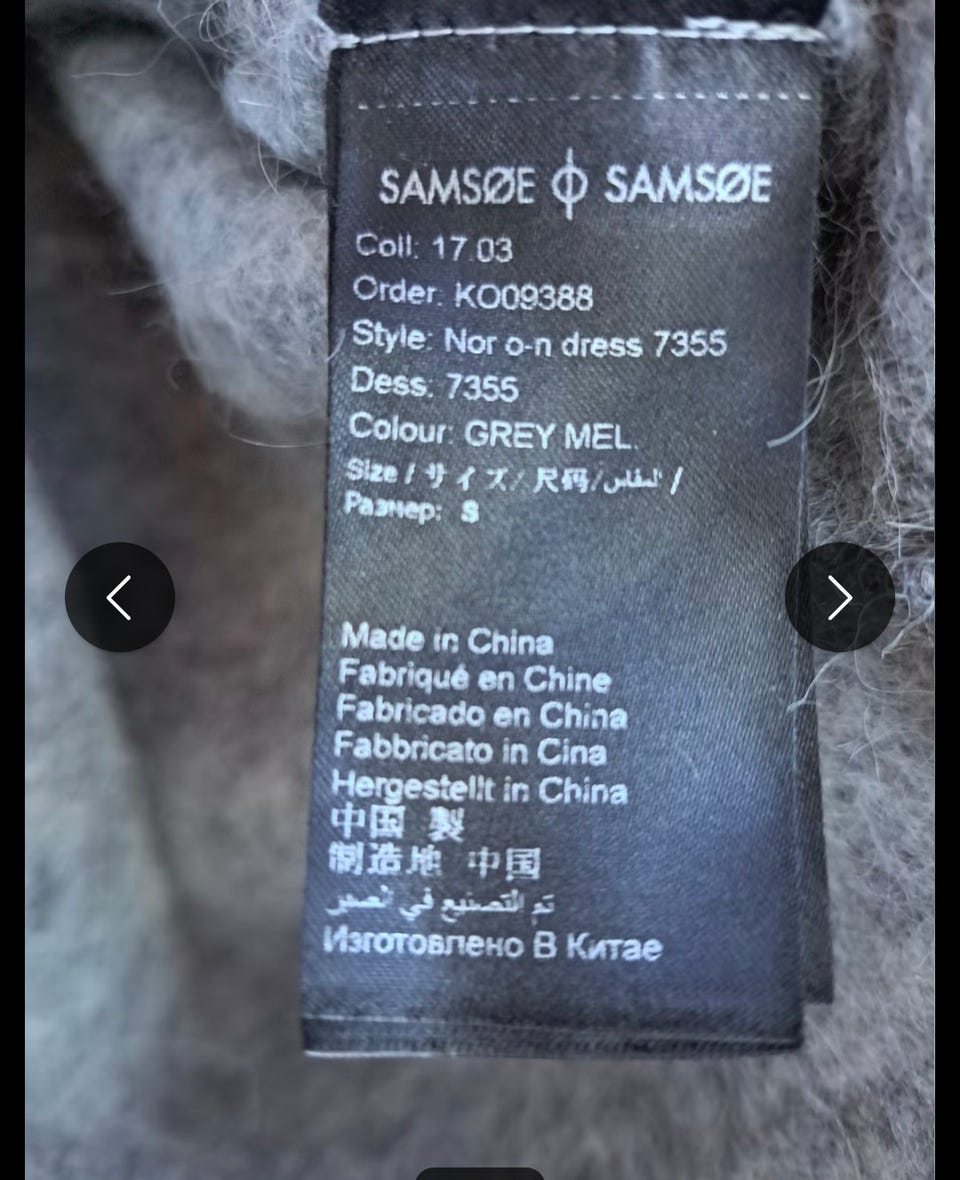 SAMSØE ϕ SAMSØE
Coll: 17.03
Order: KO09388
Style: Nor o-n dress 7355
Dess. 7355
Colour: GREY MEL.
Size / サイズ/ 尺码/المقاس /
Размер: S
Made in China
Fabriqué en Chine
Fabricado en China
Fabbricato in Cina
Hergestellt in China
中国 製
制造地 中国
تم التصنيع في الصين
Изготовлено В Китае